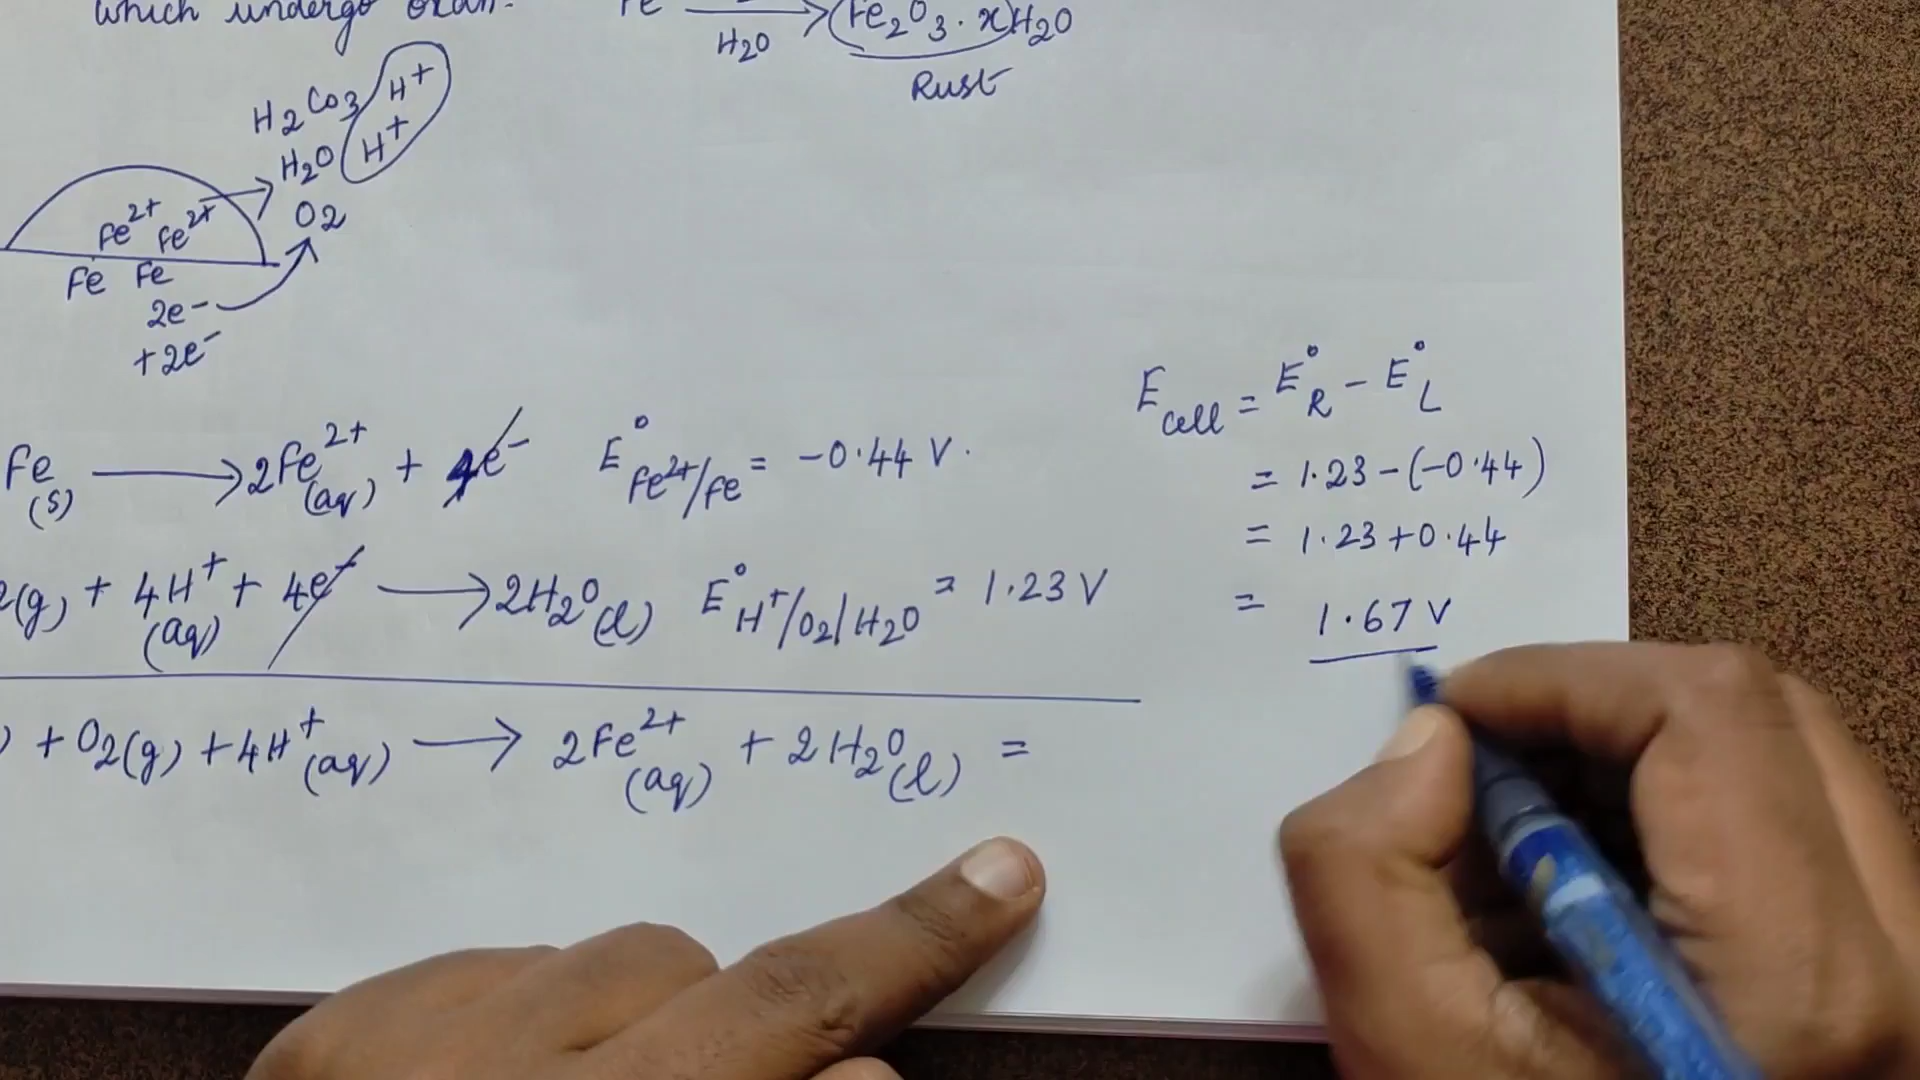 which undergo
H2O
Fe2O3 . xH2O
Rust
H2CO3 H+
H2O H+
O2
Fe2+ Fe2+
Fe Fe
2e-
+2e-
Ecell = E°R - E°L
= 1.23 - (-0.44)
= 1.23 + 0.44
= 1.67 V
Fe(s) → 2Fe2+(aq) + 4e- E°Fe2+/Fe = -0.44 V.
2(g) + 4H+(aq) + 4e- → 2H2O(l) E°H+/O2/H2O = 1.23 V
) + O2(g) + 4H+(aq) → 2Fe2+(aq) + 2H2O(l) =